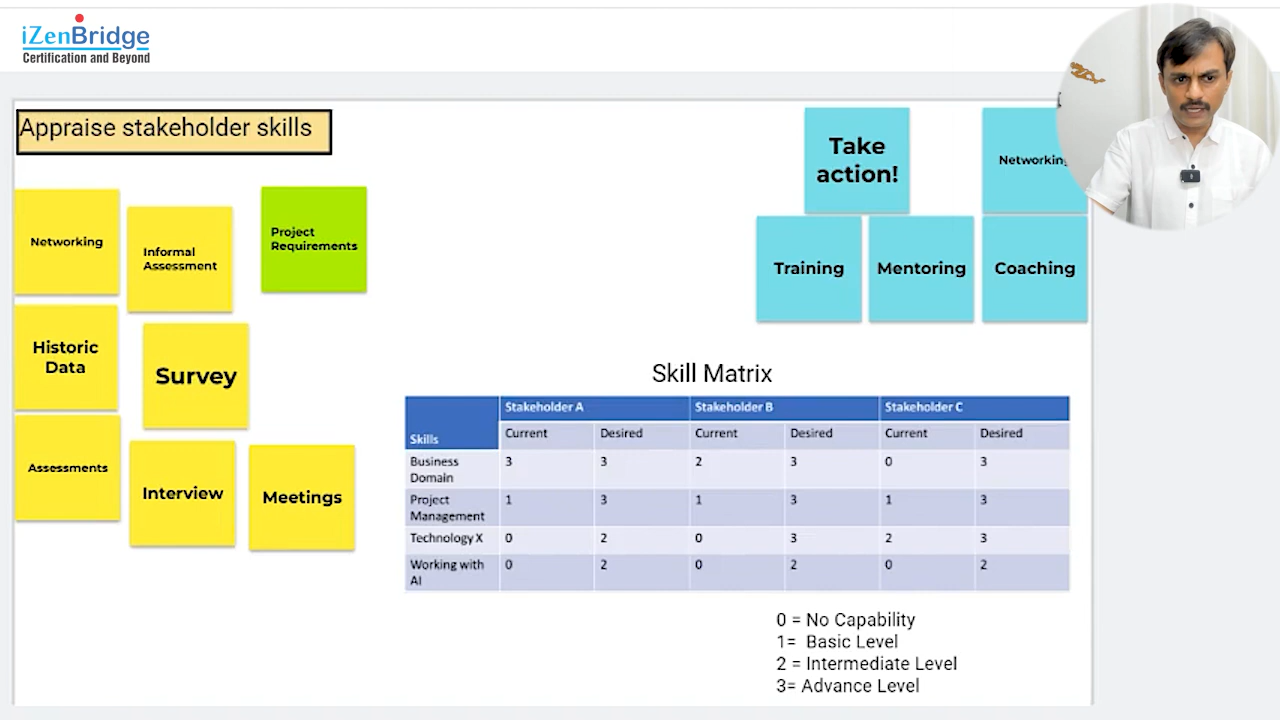 iZenBridge
Certification and Beyond
Appraise stakeholder skills
Networking
Informal
Assessment
Project
Requirements
Historic
Data
Survey
Assessments
Interview
Meetings
Take
action!
Networking
Training
Mentoring
Coaching
Skill Matrix
Skills Stakeholder A Stakeholder B Stakeholder C
Current Desired Current Desired Current Desired
Business
Domain 3 3 2 3 0 3
Project
Management 1 3 1 3 1 3
Technology X 0 2 0 3 2 3
Working with
AI 0 2 0 2 0 2
0 = No Capability
1= Basic Level
2 = Intermediate Level
3= Advance Level